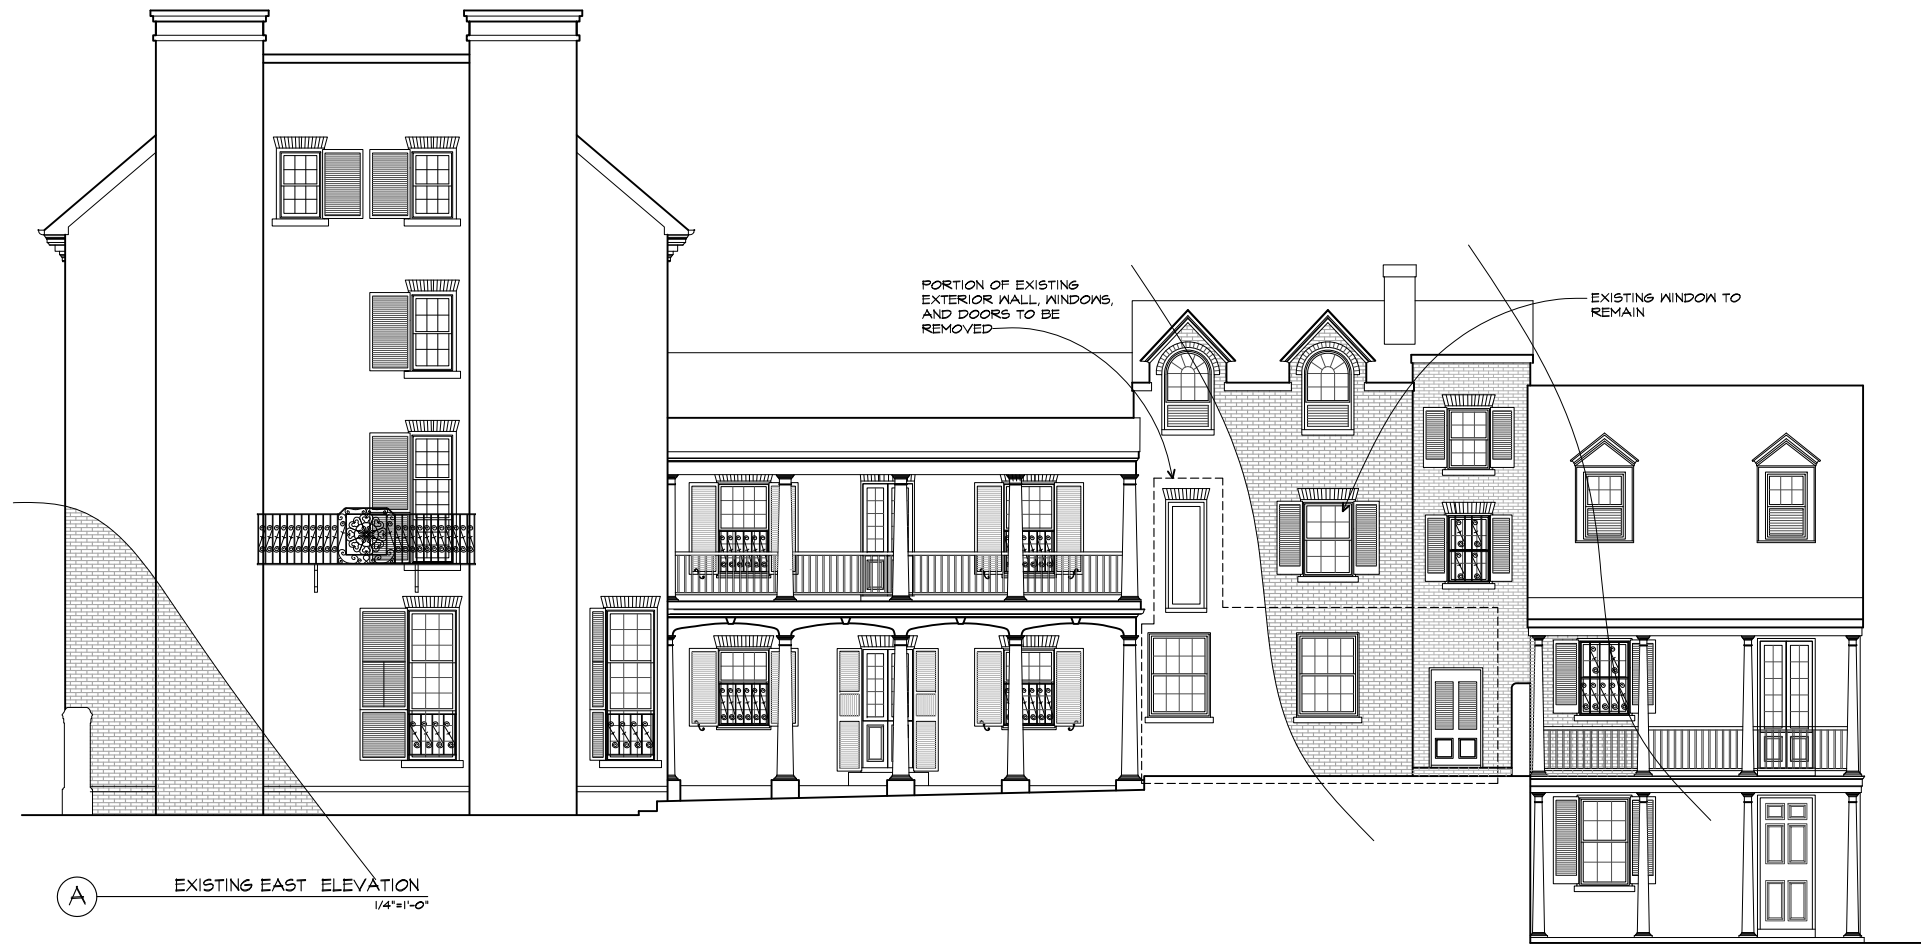 PORTION OF EXISTING
EXTERIOR WALL, WINDOWS,
AND DOORS TO BE
REMOVED
EXISTING WINDOW TO
REMAIN
A
EXISTING EAST ELEVATION
1/4"=1'-0"